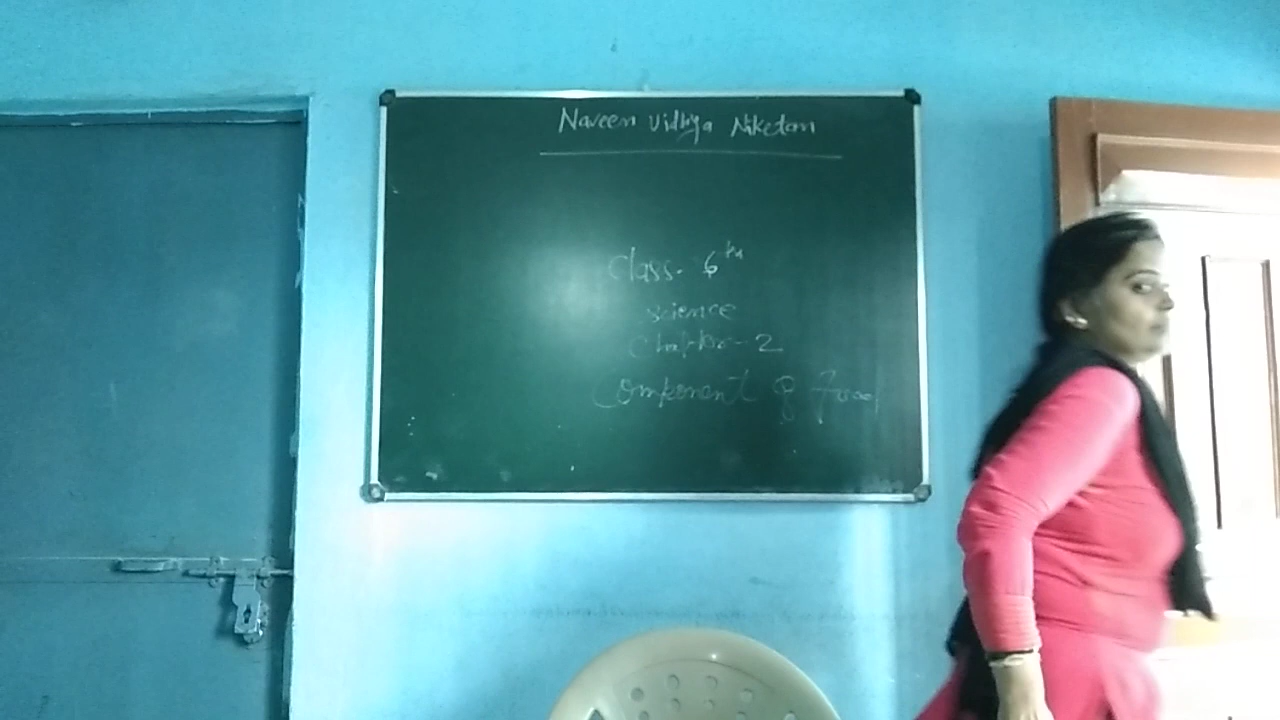 Naveen Vidhya Niketan
Class- 6th
Science
Chapter-2
Component of Food